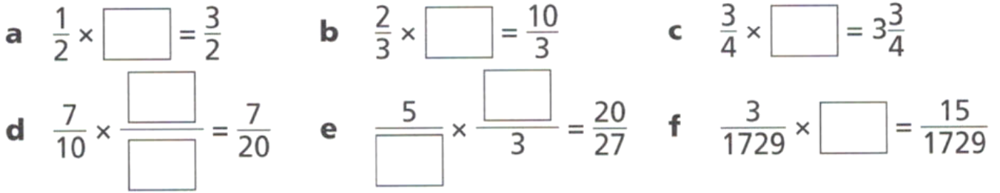 a 1/2 × □ = 3/2 b 2/3 × □ = 10/3 c 3/4 × □ = 3 3/4
d 7/10 × □/□ = 7/20 e 5/□ × □/3 = 20/27 f 3/1729 × □ = 15/1729